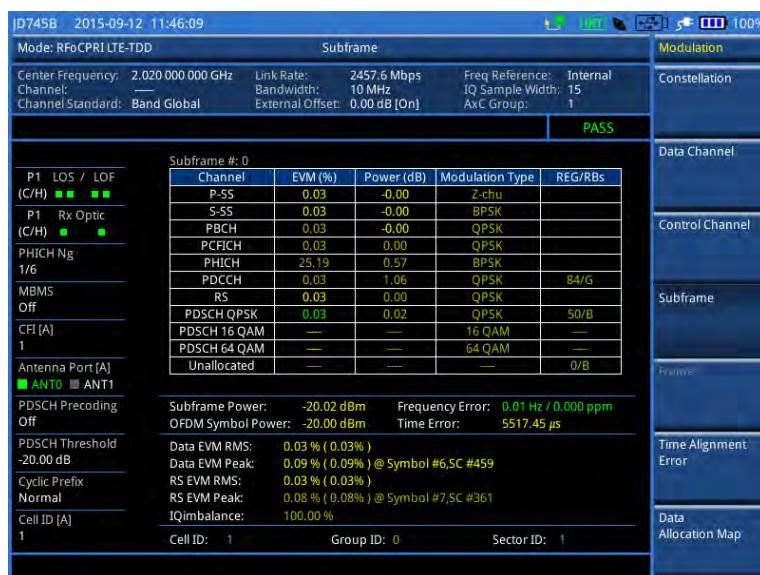 JD745B 2015-09-12 11:46:09 100%
Mode: RFoCPRI LTE-TDD Subframe Modulation
Center Frequency: 2.020 000 000 GHz Link Rate: 2457.6 Mbps Freq Reference: Internal
Channel: — Bandwidth: 10 MHz IQ Sample Width: 15
Channel Standard: Band Global External Offset: 0.00 dB [On] AxC Group: 1
Constellation
PASS
Data Channel
Control Channel
Subframe
Frame
Time Alignment
Error
Data
Allocation Map
P1 LOS / LOF
(C/H)
P1 Rx Optic
(C/H)
PHICH Ng
1/6
MBMS
Off
CFI [A]
1
Antenna Port [A]
ANT0 ANT1
PDSCH Precoding
Off
PDSCH Threshold
-20.00 dB
Cyclic Prefix
Normal
Cell ID [A]
1
Subframe #: 0
Channel EVM (%) Power (dB) Modulation Type REG/RBs
P-SS 0.03 -0.00 Z-chu
S-SS 0.03 -0.00 BPSK
PBCH 0.03 -0.00 QPSK
PCFICH 0.03 0.00 QPSK
PHICH 25.19 0.57 BPSK
PDCCH 0.03 1.06 QPSK 84/G
RS 0.03 0.00 QPSK
PDSCH QPSK 0.03 0.02 QPSK 50/B
PDSCH 16 QAM — — 16 QAM —
PDSCH 64 QAM — — 64 QAM —
Unallocated — — — 0/B
Subframe Power: -20.02 dBm Frequency Error: 0.01 Hz / 0.000 ppm
OFDM Symbol Power: -20.00 dBm Time Error: 5517.45 µs
Data EVM RMS: 0.03 % ( 0.03% )
Data EVM Peak: 0.09 % ( 0.09% ) @ Symbol #6,SC #459
RS EVM RMS: 0.03 % ( 0.03% )
RS EVM Peak: 0.08 % ( 0.08% ) @ Symbol #7,SC #361
IQimbalance: 100.00 %
Cell ID: 1 Group ID: 0 Sector ID: 1